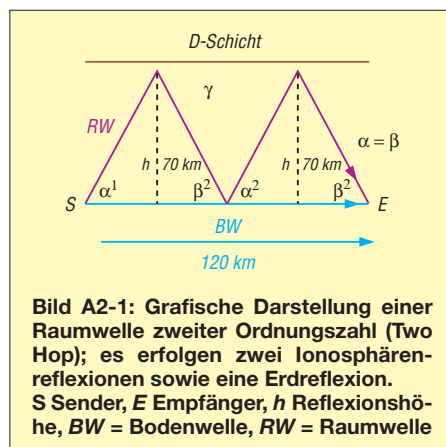 D-Schicht
γ
RW
α = β
h 70 km h 70 km
α¹ β² α² β²
S E
BW
120 km
Bild A2-1: Grafische Darstellung einer
Raumwelle zweiter Ordnungszahl (Two
Hop); es erfolgen zwei Ionosphären-
reflexionen sowie eine Erdreflexion.
S Sender, E Empfänger, h Reflexionshö-
he, BW = Bodenwelle, RW = Raumwelle